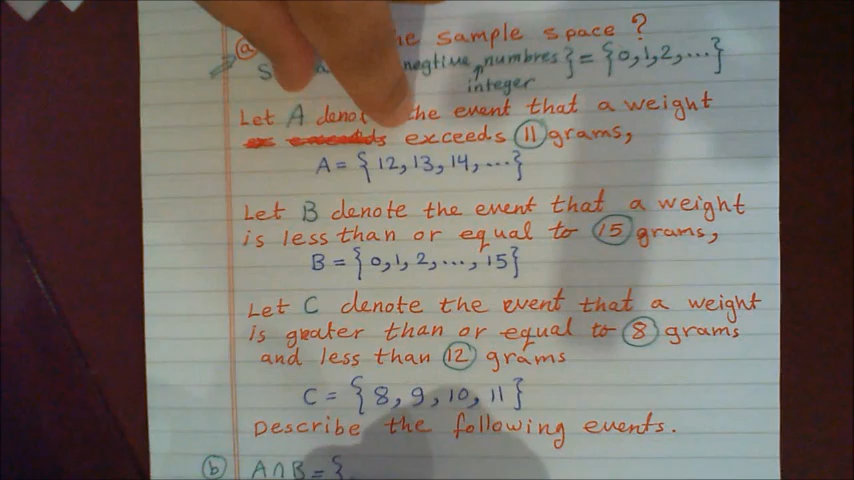 (a) he sample space ?
S negtive numbres } = {0,1,2,...}
integer
Let A denot the event that a weight
exceeds 11 grams,
A = {12,13,14,...}
Let B denote the event that a weight
is less than or equal to 15 grams,
B = {0,1,2,...,15}
Let C denote the event that a weight
is greater than or equal to 8 grams
and less than 12 grams
C = {8,9,10,11}
Describe the following events.
(b) A∩B = {